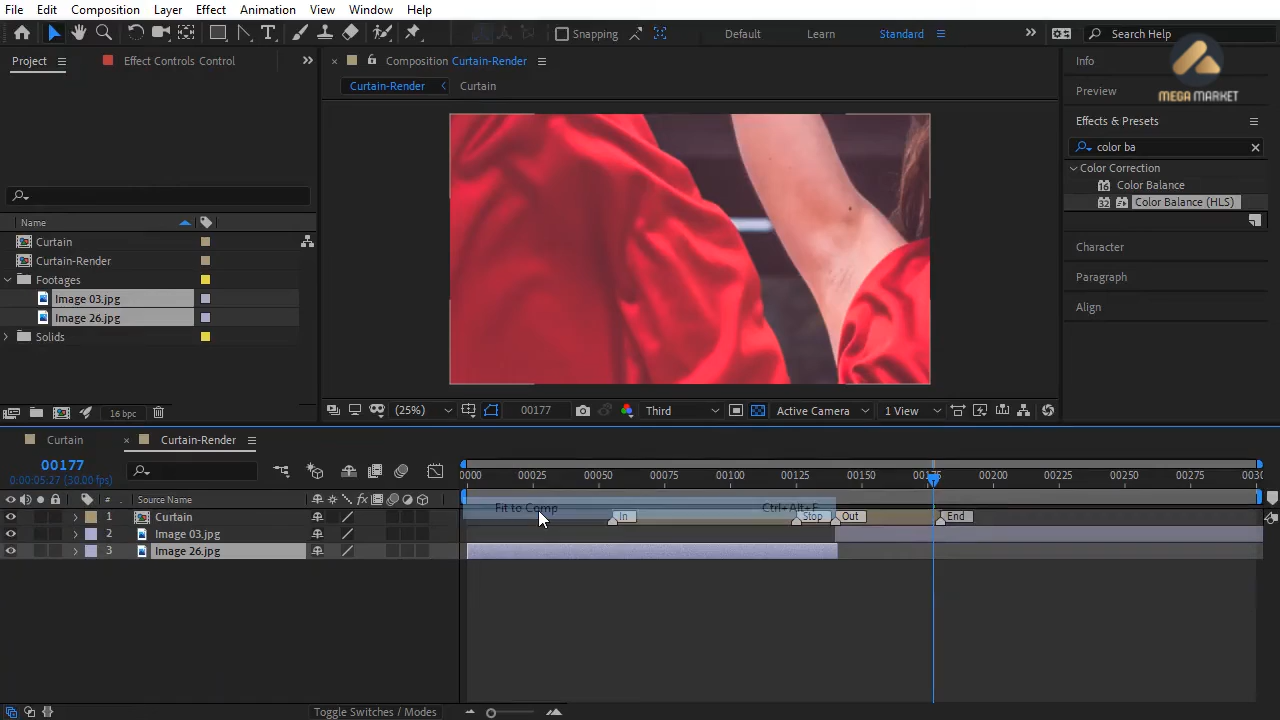 File Edit Composition Layer Effect Animation View Window Help
Snapping Default Learn Standard Search Help
MEGA MARKET
Project Effect Controls Control
Composition Curtain-Render
Curtain-Render Curtain
Info
Preview
Effects & Presets
color ba
Color Correction
16 Color Balance
32 Color Balance (HLS)
Character
Paragraph
Align
Name
Curtain
Curtain-Render
Footages
Image 03.jpg
Image 26.jpg
Solids
16 bpc
(25%) 00177 Third Active Camera 1 View
Curtain Curtain-Render
00177
0:00:05:27 (30.00 fps)
0000 00025 00050 00075 00100 00125 00150 00175 00200 00225 00250 00275 0030
# Source Name
Fit to Comp Ctrl+Alt+F
1 Curtain In Stop Out End
2 Image 03.jpg
3 Image 26.jpg
Toggle Switches / Modes